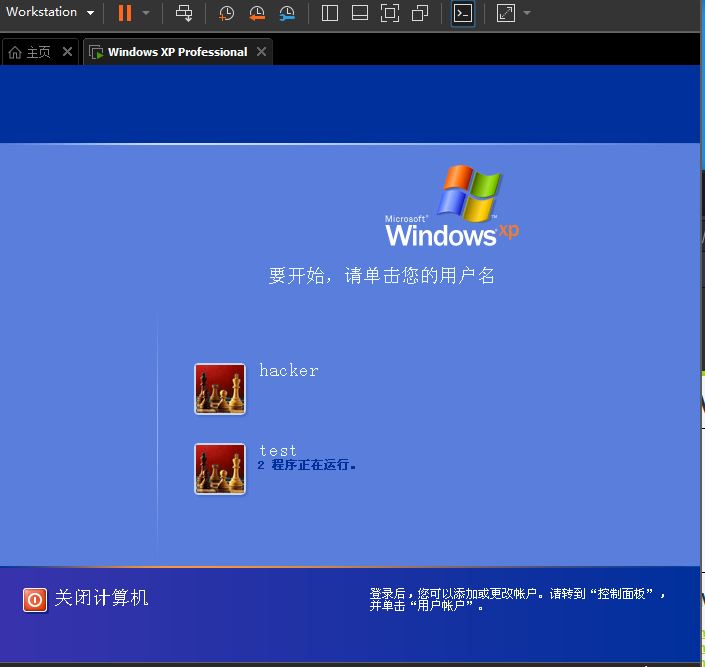 Workstation
主页
Windows XP Professional
Microsoft®
Windows xp™
要开始，请单击您的用户名
hacker
test
2 程序正在运行。
关闭计算机
登录后，您可以添加或更改帐户。请转到“控制面板”，
并单击“用户帐户”。